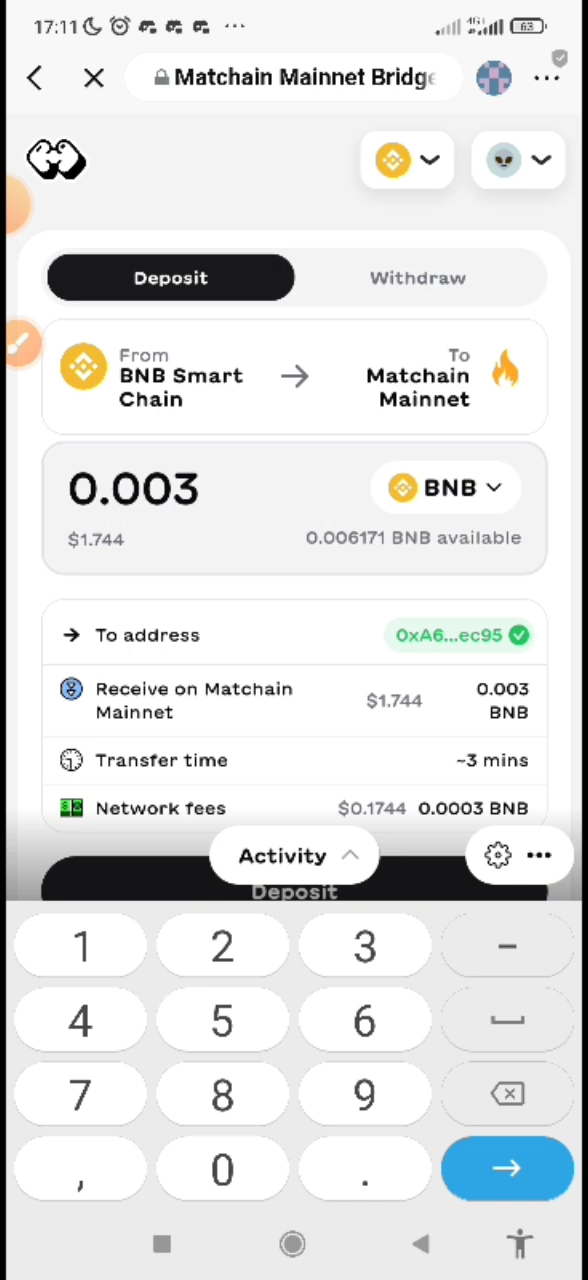 17:11
4G
63
Matchain Mainnet Bridge
Deposit
Withdraw
From
BNB Smart
Chain
To
Matchain
Mainnet
0.003
BNB
$1.744
0.006171 BNB available
To address
0xA6...ec95
Receive on Matchain
Mainnet
$1.744
0.003
BNB
Transfer time
~3 mins
Network fees
$0.1744 0.0003 BNB
Activity
Deposit
1 2 3 -
4 5 6
7 8 9
, 0 .